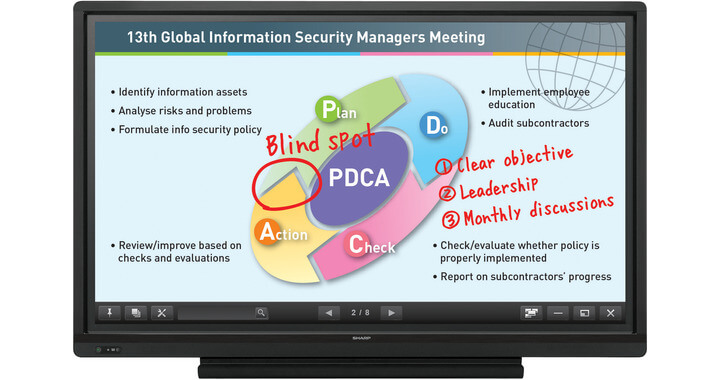 13th Global Information Security Managers Meeting
• Identify information assets
• Analyse risks and problems
• Formulate info security policy
• Implement employee
education
• Audit subcontractors
Plan
Do
Blind spot
PDCA
① Clear objective
② Leadership
③ Monthly discussions
Action
Check
• Review/improve based on
checks and evaluations
• Check/evaluate whether policy is
properly implemented
• Report on subcontractors' progress
2 / 8
SHARP